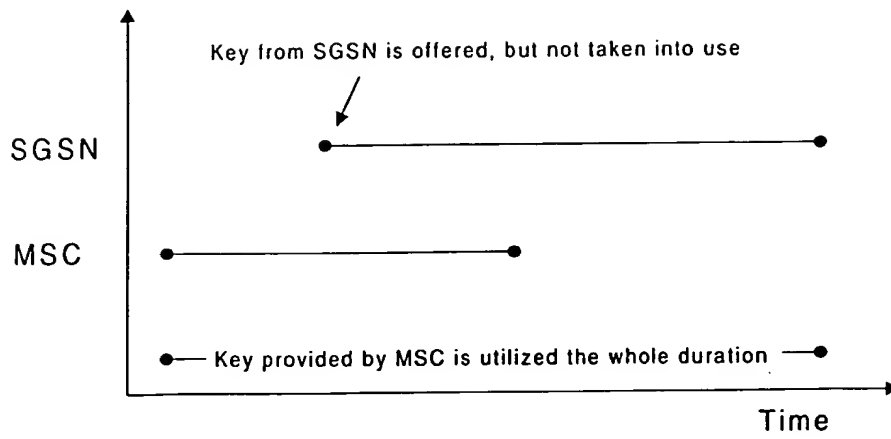 Key from SGSN is offered, but not taken into use
SGSN
MSC
Key provided by MSC is utilized the whole duration
Time